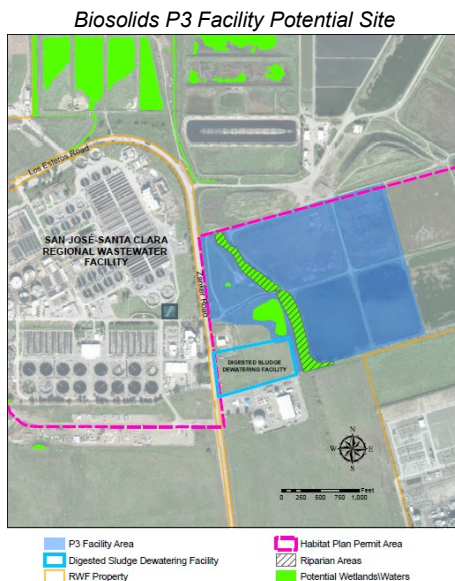 Biosolids P3 Facility Potential Site
Los Esteros Road
SAN JOSÉ-SANTA CLARA
REGIONAL WASTEWATER
FACILITY
Zanker Road
DIGESTED SLUDGE
DEWATERING FACILITY
N
W
E
S
Feet
0 250 500 1,000
P3 Facility Area
Digested Sludge Dewatering Facility
RWF Property
Habitat Plan Permit Area
Riparian Areas
Potential Wetlands\Waters